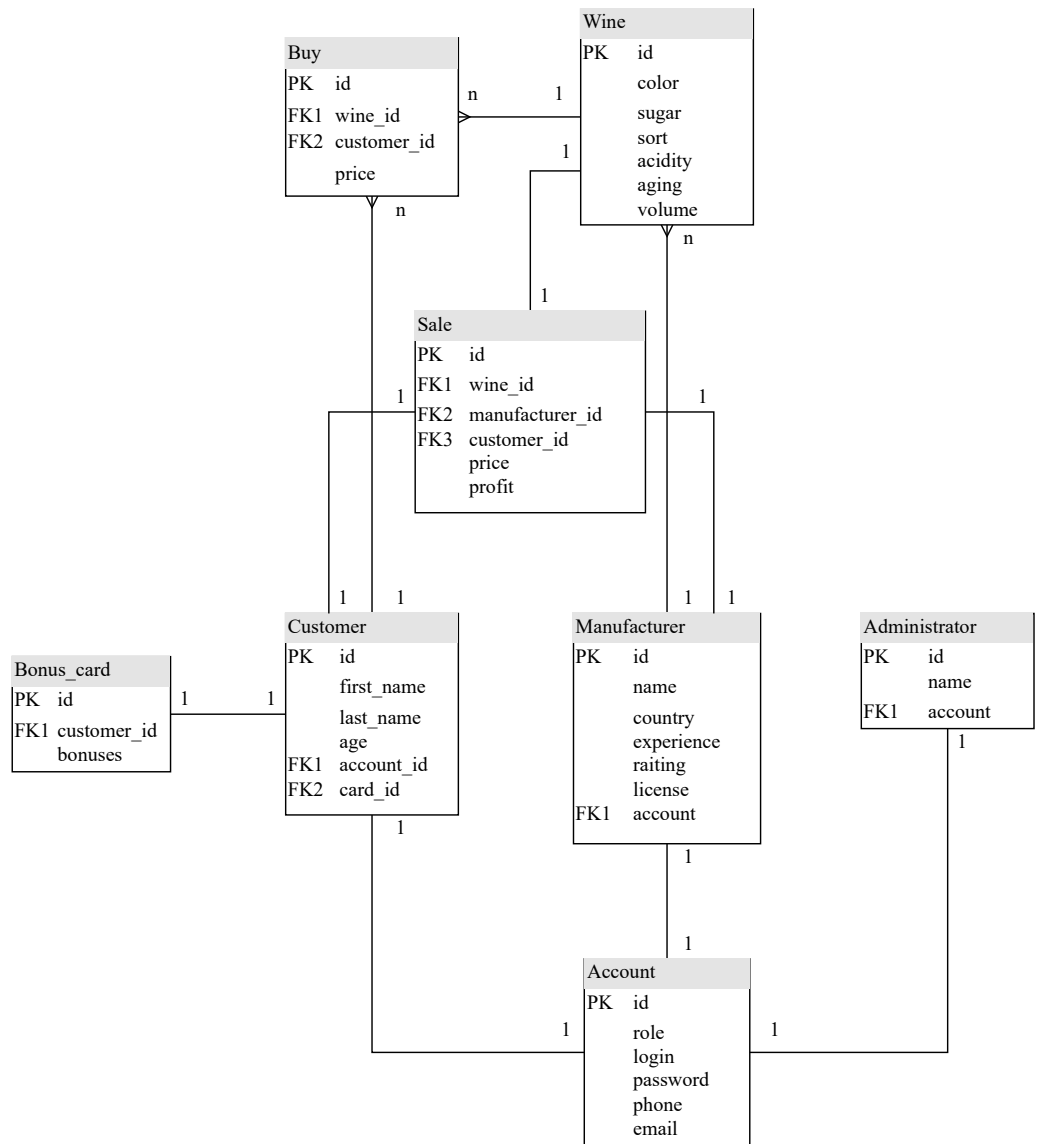 Wine
PK id
color
sugar
sort
acidity
aging
volume
Buy
PK id
FK1 wine_id
FK2 customer_id
price
n 1
1
n
n
1
Sale
PK id
FK1 wine_id
FK2 manufacturer_id
FK3 customer_id
price
profit
1 1
1 1 1 1
Customer
PK id
first_name
last_name
age
FK1 account_id
FK2 card_id
Manufacturer
PK id
name
country
experience
raiting
license
FK1 account
Administrator
PK id
name
FK1 account
Bonus_card
PK id
FK1 customer_id
bonuses
1 1
1
1
1
1
Account
PK id
role
login
password
phone
email
1 1